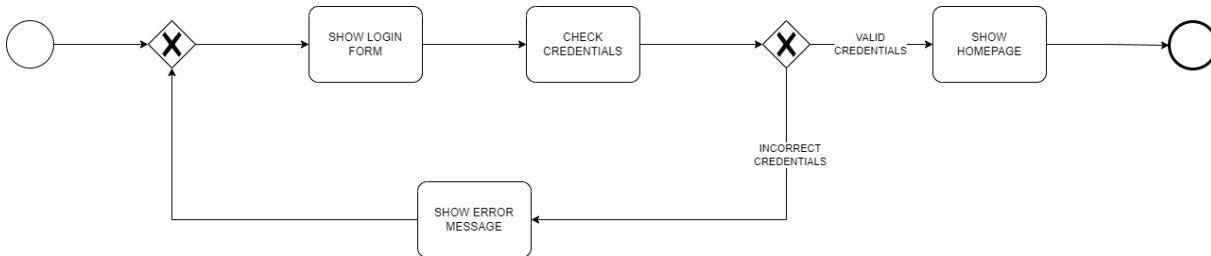 SHOW LOGIN
FORM
CHECK
CREDENTIALS
VALID
CREDENTIALS
SHOW
HOMEPAGE
INCORRECT
CREDENTIALS
SHOW ERROR
MESSAGE